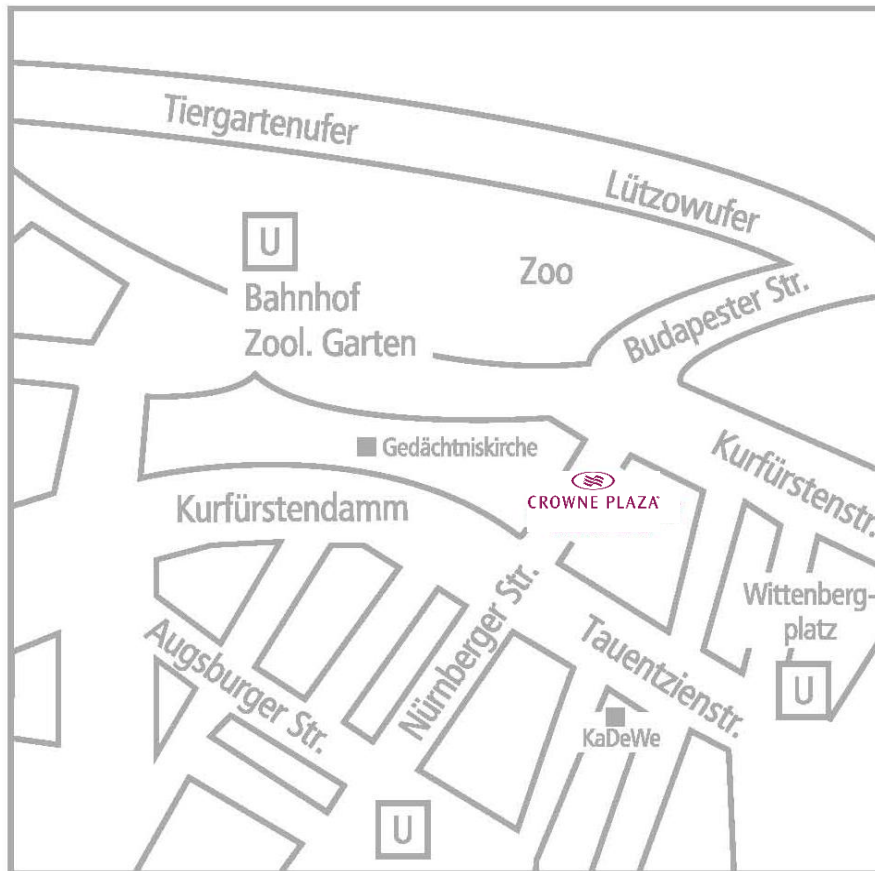 Tiergartenufer
Lützowufer
U
Bahnhof
Zool. Garten
Zoo
Budapester Str.
Gedächtniskirche
Kurfürstenstr.
CROWNE PLAZA
Kurfürstendamm
Nürnberger Str.
Wittenberg-
platz
U
Augsburger Str.
Tauentzienstr.
KaDeWe
U